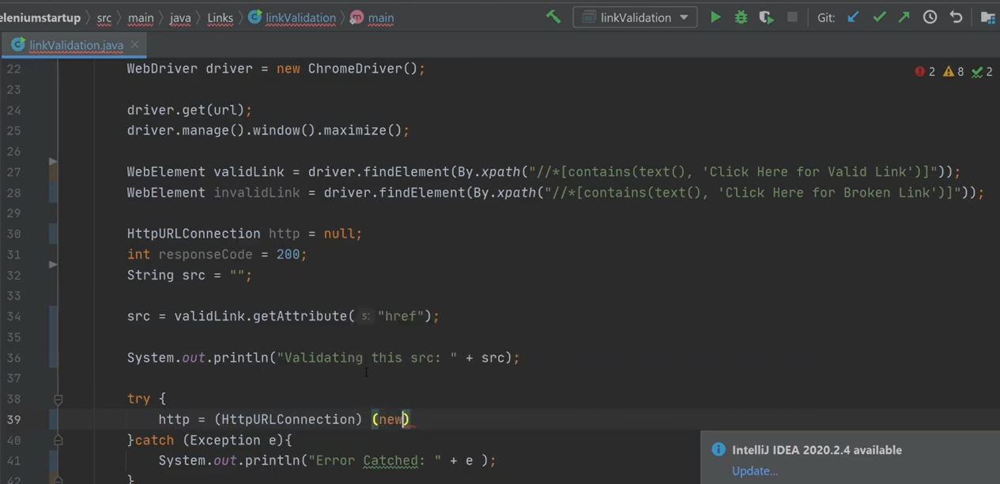 eleniumstartup src main java Links linkValidation main linkValidation Git:
linkValidation.java
22 WebDriver driver = new ChromeDriver(); 2 8 2
23
24 driver.get(url);
25 driver.manage().window().maximize();
26
27 WebElement validLink = driver.findElement(By.xpath("//*[contains(text(), 'Click Here for Valid Link')]"));
28 WebElement invalidLink = driver.findElement(By.xpath("//*[contains(text(), 'Click Here for Broken Link')]"));
29
30 HttpURLConnection http = null;
31 int responseCode = 200;
32 String src = "";
33
34 src = validLink.getAttribute( s: "href");
35
36 System.out.println("Validating this src: " + src);
37
38 try {
39 http = (HttpURLConnection) (new)
40 }catch (Exception e){
41 System.out.println("Error Catched: " + e );
42 }
IntelliJ IDEA 2020.2.4 available
Update...